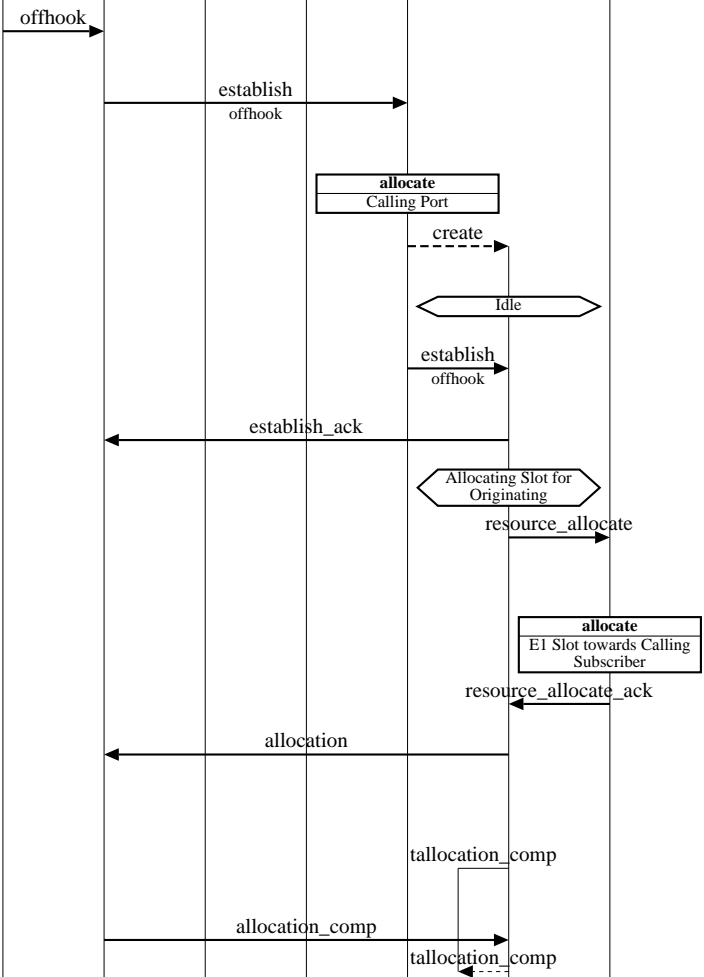 offhook
establish
offhook
allocate
Calling Port
create
Idle
establish
offhook
establish_ack
Allocating Slot for
Originating
resource_allocate
allocate
E1 Slot towards Calling
Subscriber
resource_allocate_ack
allocation
tallocation_comp
allocation_comp
tallocation_comp